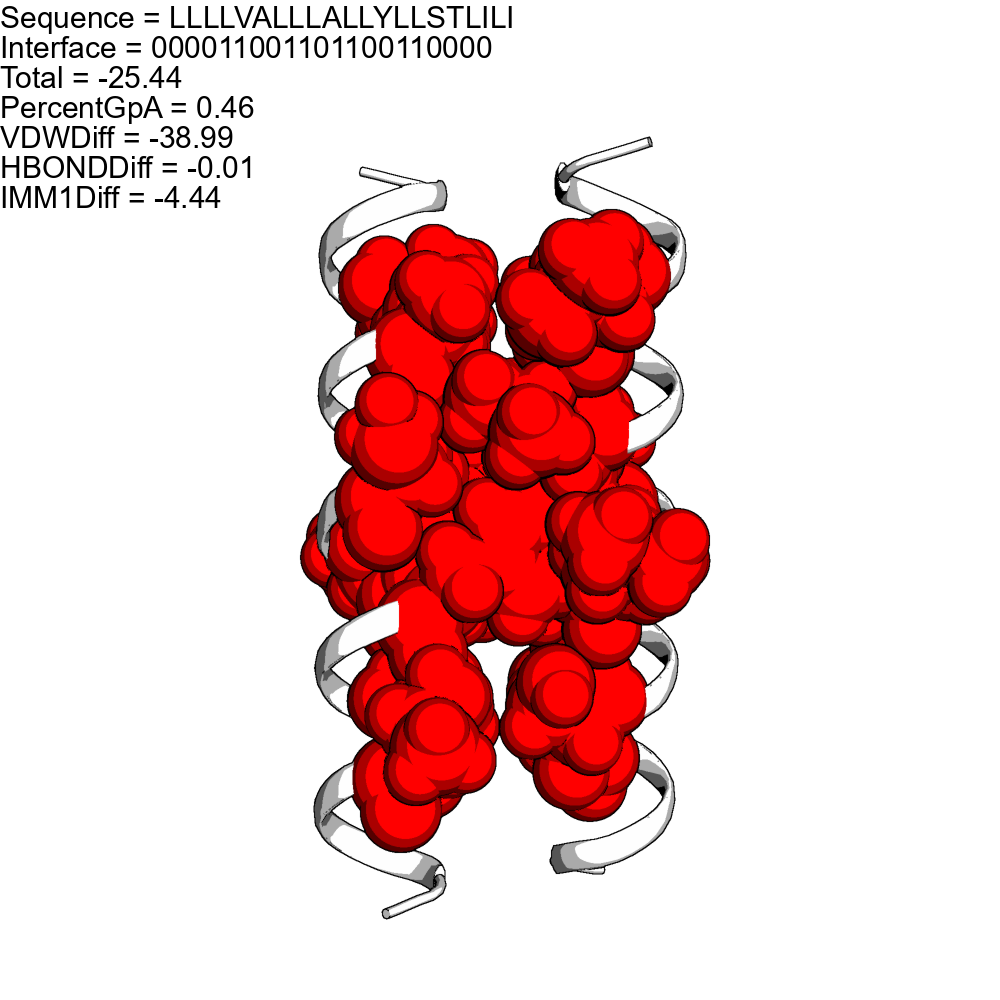 Sequence = LLLLVALLLALLYLLSTLILI
Interface = 000011001101100110000
Total = -25.44
PercentGpA = 0.46
VDWDiff = -38.99
HBONDDiff = -0.01
IMM1Diff = -4.44